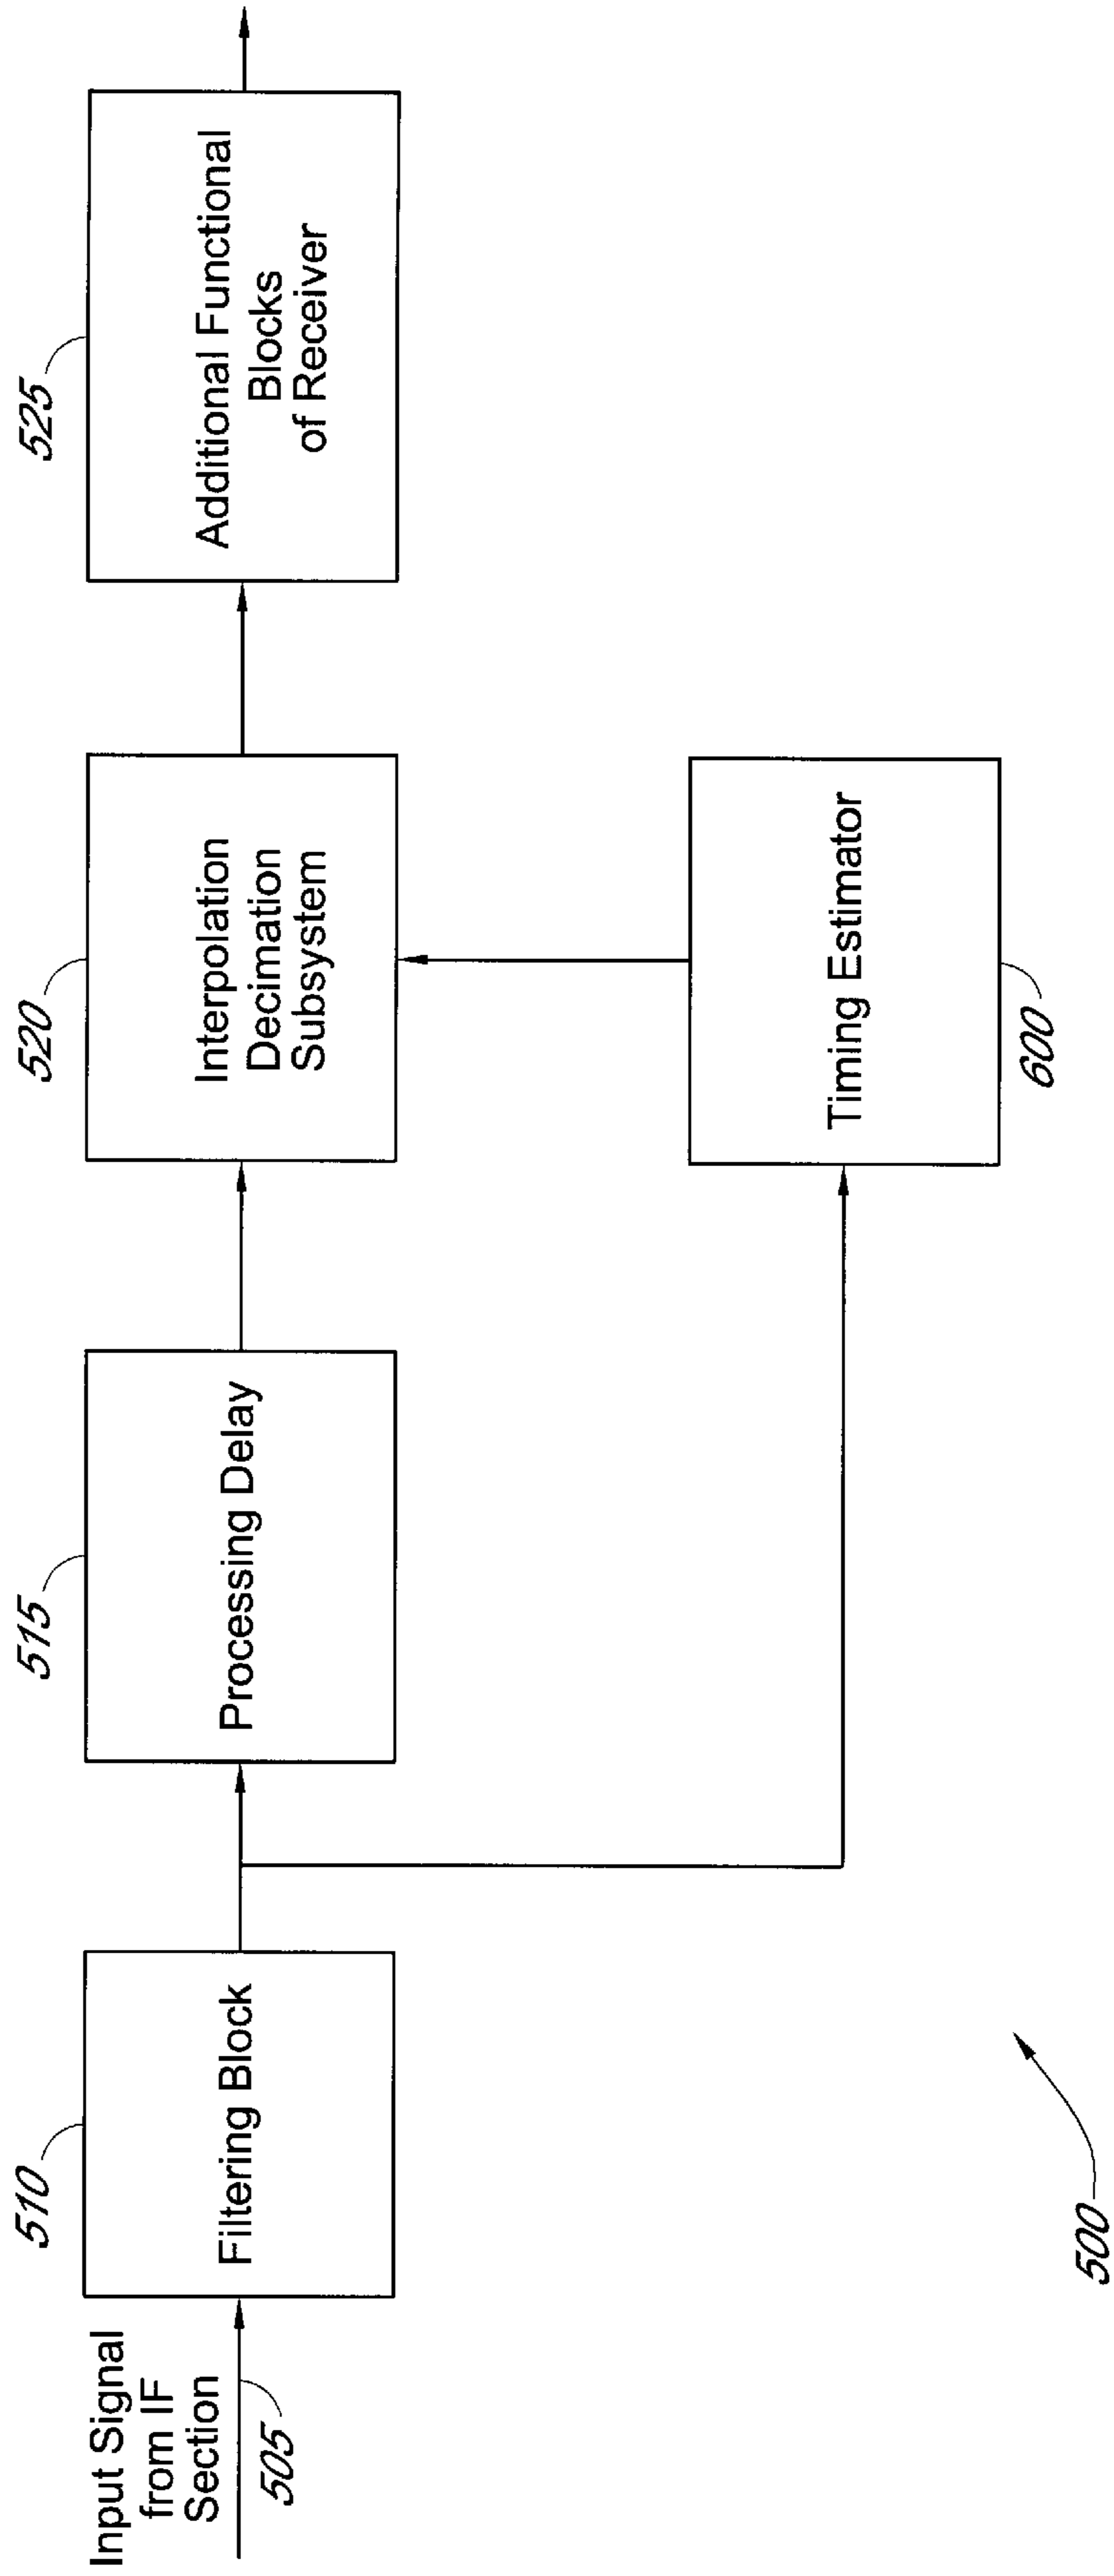 Input Signal
from IF
Section
505
510
Filtering Block
515
Processing Delay
520
Interpolation
Decimation
Subsystem
525
Additional Functional
Blocks
of Receiver
Timing Estimator
600
500